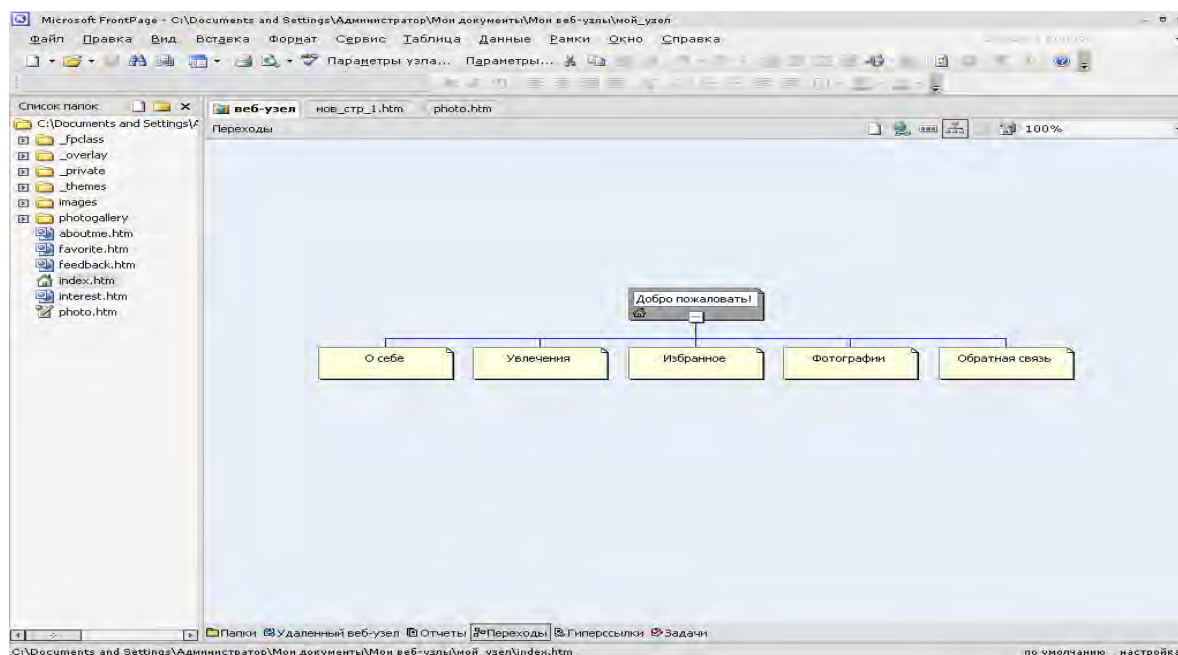 Microsoft FrontPage - C:\Documents and Settings\Администратор\Мои документы\Мои веб-узлы\мой_узел
Файл Правка Вид Вставка Формат Сервис Таблица Данные Рамки Окно Справка
Параметры узла... Параметры...
Список папок
веб-узел нов_стр_1.htm photo.htm
C:\Documents and Settings\А
Переходы
100%
_fpclass
_overlay
_private
_themes
images
photogallery
aboutme.htm
favorite.htm
feedback.htm
index.htm
interest.htm
photo.htm
Добро пожаловать!
О себе Увлечения Избранное Фотографии Обратная связь
Папки Удаленный веб-узел Отчеты Переходы Гиперссылки Задачи
C:\Documents and Settings\Администратор\Мои документы\Мои веб-узлы\мой_узел\index.htm
по умолчанию настройка